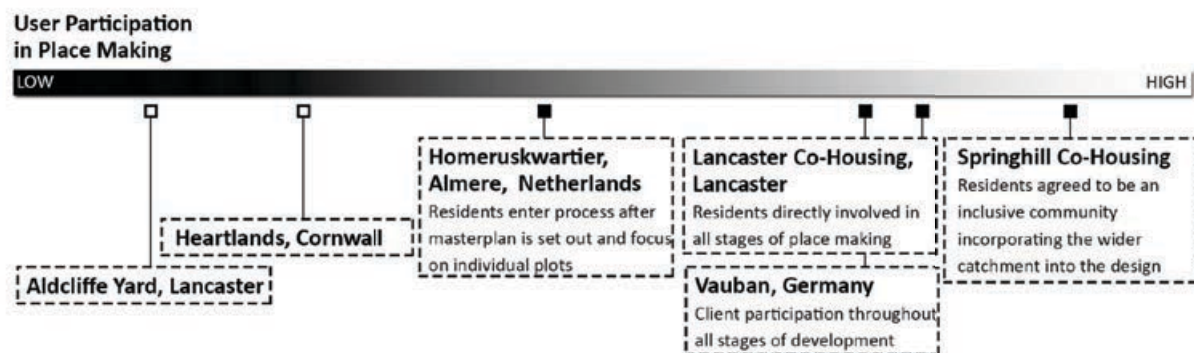 User Participation
in Place Making
LOW
HIGH
Aldcliffe Yard, Lancaster
Heartlands, Cornwall
Homeruskwartier,
Almere, Netherlands
Residents enter process after
masterplan is set out and focus
on individual plots
Lancaster Co-Housing,
Lancaster
Residents directly involved in
all stages of place making
Vauban, Germany
Client participation throughout
all stages of development
Springhill Co-Housing
Residents agreed to be an
inclusive community
incorporating the wider
catchment into the design